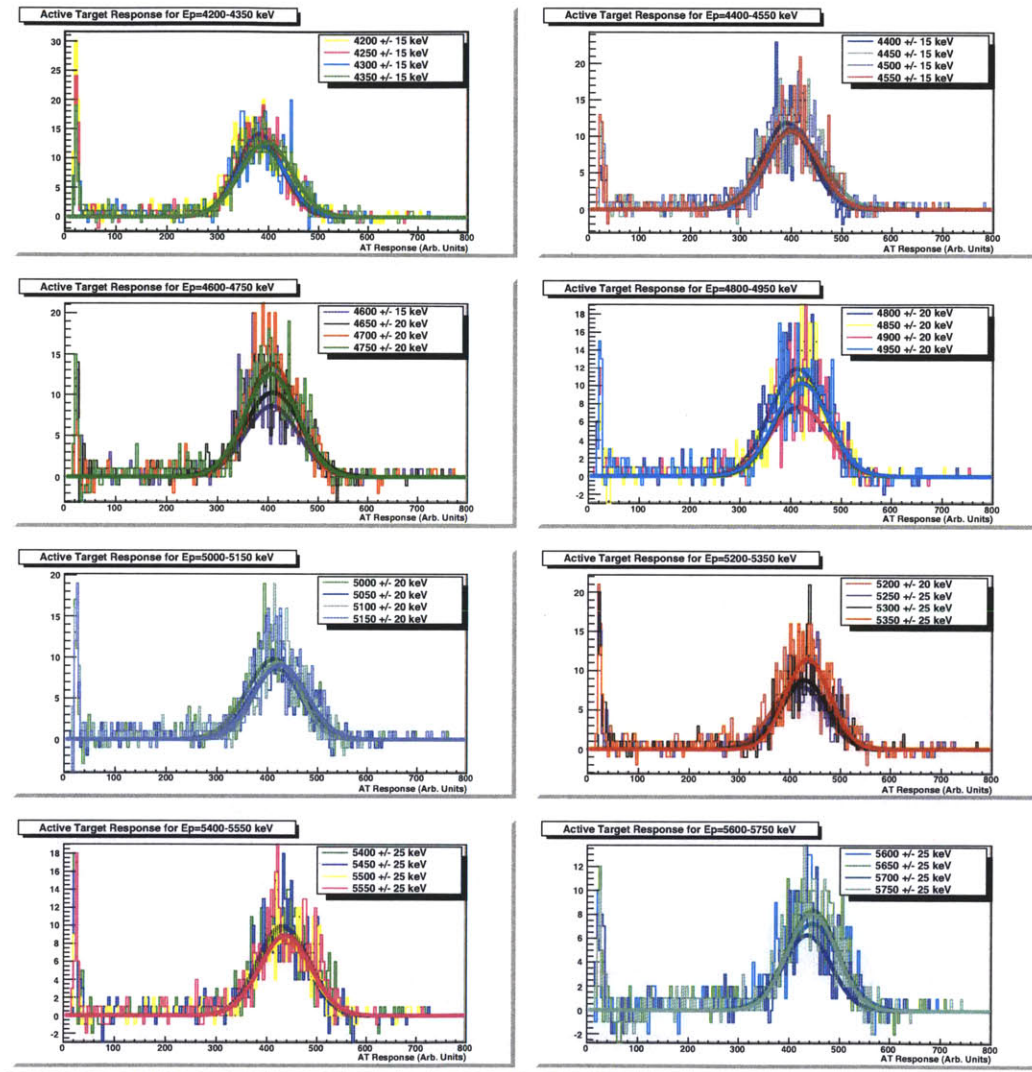 Active Target Response for Ep=4200-4350 keV
4200 +/- 15 keV
4250 +/- 15 keV
4300 +/- 15 keV
4350 +/- 15 keV
30
25
20
15
10
5
0
0 100 200 300 400 500 600 700 800
AT Response (Arb. Units)
Active Target Response for Ep=4400-4550 keV
4400 +/- 15 keV
4450 +/- 15 keV
4500 +/- 15 keV
4550 +/- 15 keV
20
15
10
5
0
0 100 200 300 400 500 600 700 800
AT Response (Arb. Units)
Active Target Response for Ep=4600-4750 keV
4600 +/- 15 keV
4650 +/- 20 keV
4700 +/- 20 keV
4750 +/- 20 keV
20
15
10
5
0
0 100 200 300 400 500 600 700 800
AT Response (Arb. Units)
Active Target Response for Ep=4800-4950 keV
4800 +/- 20 keV
4850 +/- 20 keV
4900 +/- 20 keV
4950 +/- 20 keV
18
16
14
12
10
8
6
4
2
0
-2
0 100 200 300 400 500 600 700 800
AT Response (Arb. Units)
Active Target Response for Ep=5000-5150 keV
5000 +/- 20 keV
5050 +/- 20 keV
5100 +/- 20 keV
5150 +/- 20 keV
20
15
10
5
0
0 100 200 300 400 500 600 700 800
AT Response (Arb. Units)
Active Target Response for Ep=5200-5350 keV
5200 +/- 20 keV
5250 +/- 25 keV
5300 +/- 25 keV
5350 +/- 25 keV
20
15
10
5
0
0 100 200 300 400 500 600 700 800
AT Response (Arb. Units)
Active Target Response for Ep=5400-5550 keV
5400 +/- 25 keV
5450 +/- 25 keV
5500 +/- 25 keV
5550 +/- 25 keV
18
16
14
12
10
8
6
4
2
0
-2
0 100 200 300 400 500 600 700 800
AT Response (Arb. Units)
Active Target Response for Ep=5600-5750 keV
5600 +/- 25 keV
5650 +/- 25 keV
5700 +/- 25 keV
5750 +/- 25 keV
12
10
8
6
4
2
0
-2
0 100 200 300 400 500 600 700 800
AT Response (Arb. Units)